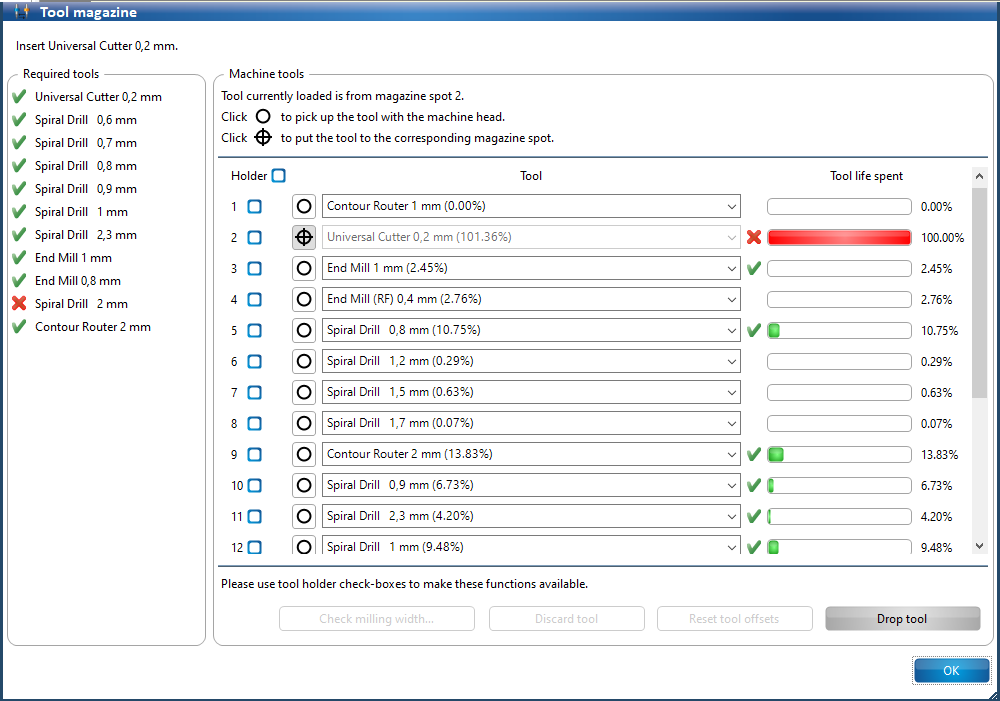 Tool magazine
Insert Universal Cutter 0,2 mm.
Required tools
Universal Cutter 0,2 mm
Spiral Drill 0,6 mm
Spiral Drill 0,7 mm
Spiral Drill 0,8 mm
Spiral Drill 0,9 mm
Spiral Drill 1 mm
Spiral Drill 2,3 mm
End Mill 1 mm
End Mill 0,8 mm
Spiral Drill 2 mm
Contour Router 2 mm
Machine tools
Tool currently loaded is from magazine spot 2.
Click to pick up the tool with the machine head.
Click to put the tool to the corresponding magazine spot.
Holder Tool Tool life spent
1 Contour Router 1 mm (0.00%) 0.00%
2 Universal Cutter 0,2 mm (101.36%) 100.00%
3 End Mill 1 mm (2.45%) 2.45%
4 End Mill (RF) 0,4 mm (2.76%) 2.76%
5 Spiral Drill 0,8 mm (10.75%) 10.75%
6 Spiral Drill 1,2 mm (0.29%) 0.29%
7 Spiral Drill 1,5 mm (0.63%) 0.63%
8 Spiral Drill 1,7 mm (0.07%) 0.07%
9 Contour Router 2 mm (13.83%) 13.83%
10 Spiral Drill 0,9 mm (6.73%) 6.73%
11 Spiral Drill 2,3 mm (4.20%) 4.20%
12 Spiral Drill 1 mm (9.48%) 9.48%
Please use tool holder check-boxes to make these functions available.
Check milling width... Discard tool Reset tool offsets Drop tool
OK